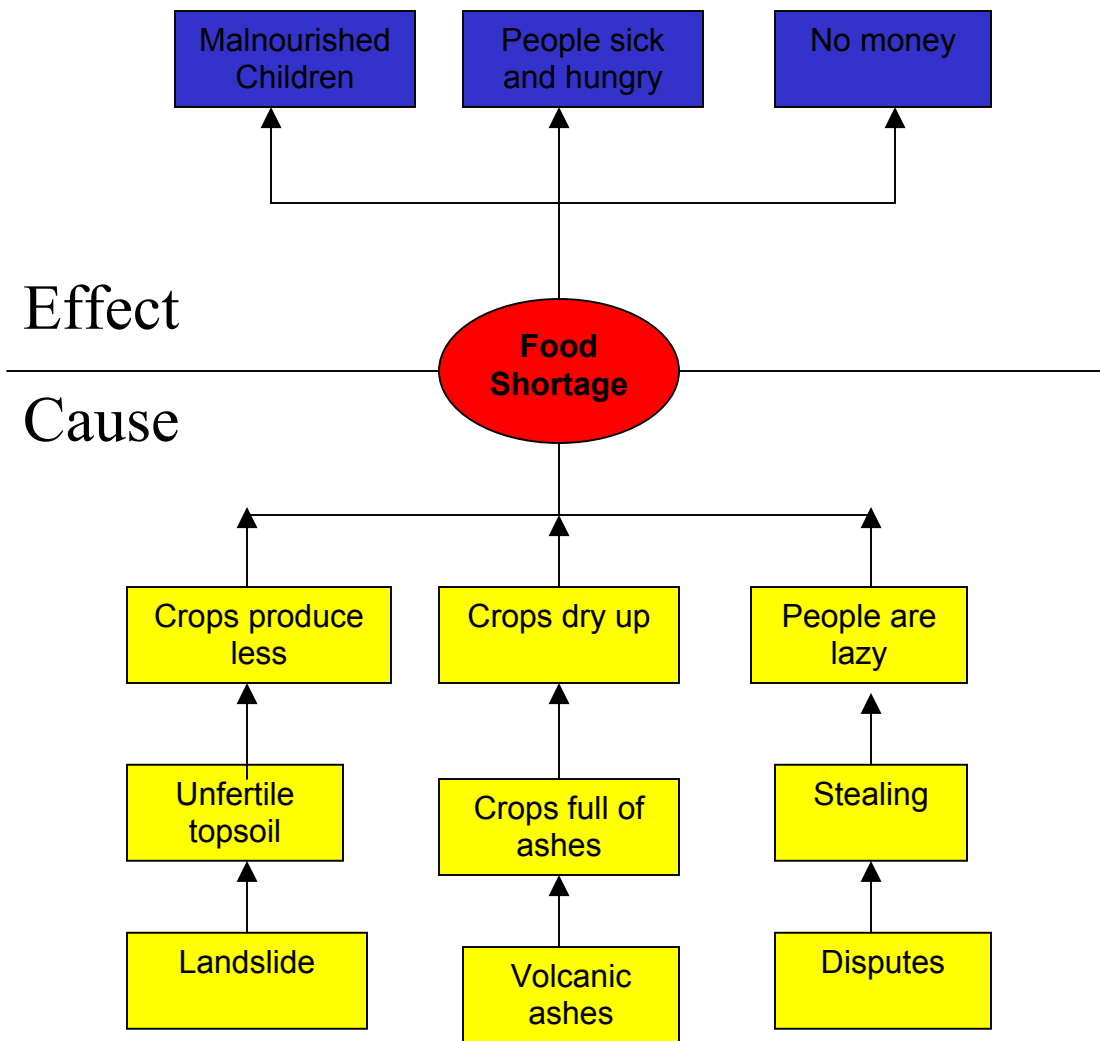 Malnourished
Children
People sick
and hungry
No money
Effect
Food
Shortage
Cause
Crops produce
less
Crops dry up
People are
lazy
Unfertile
topsoil
Crops full of
ashes
Stealing
Landslide
Volcanic
ashes
Disputes